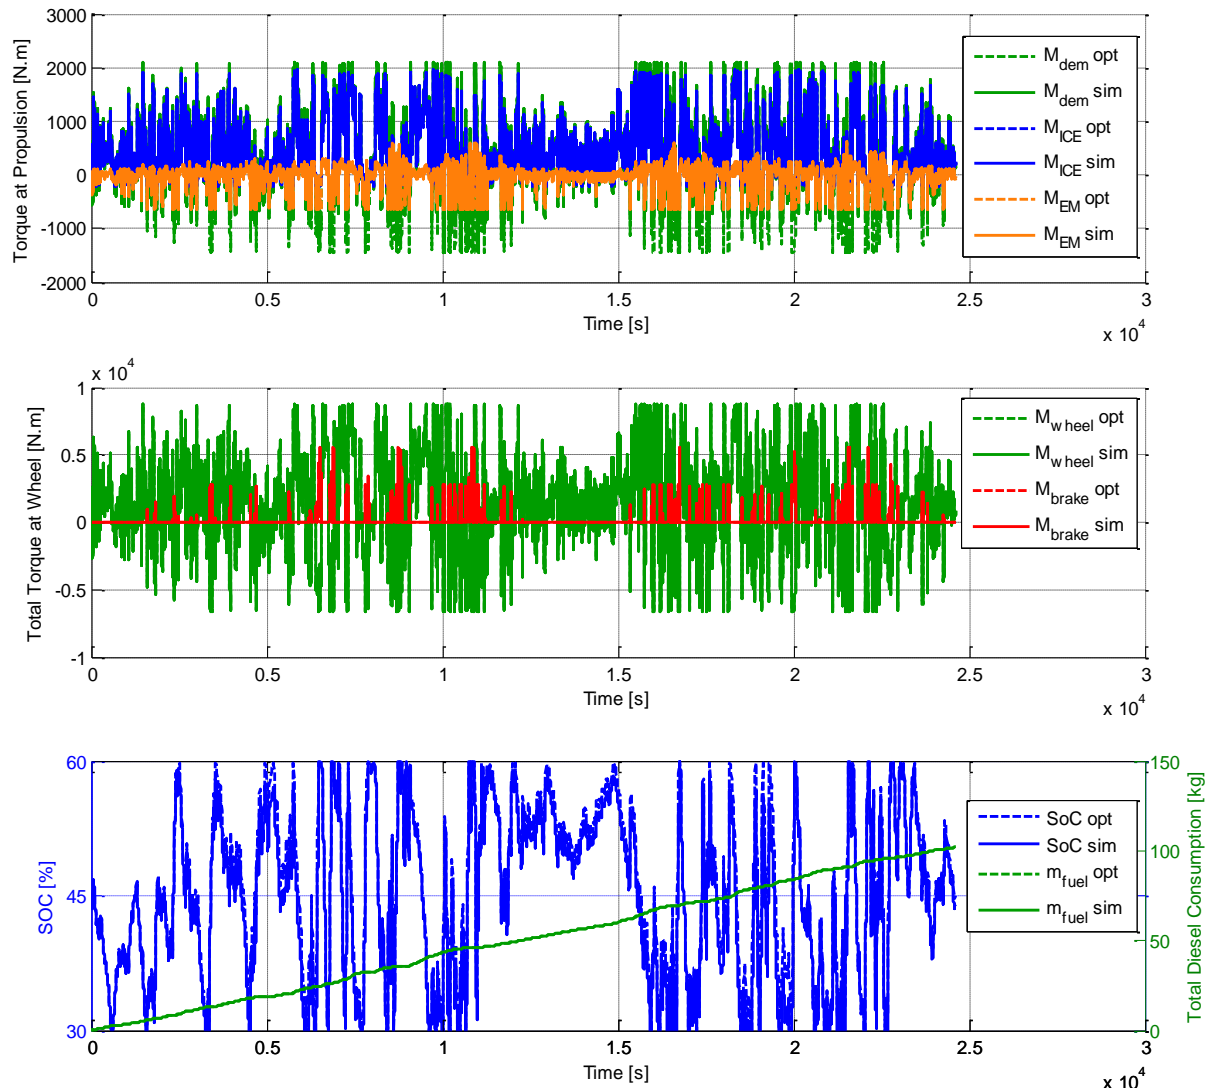 Torque at Propulsion [N.m]
3000
2000
1000
0
-1000
-2000
M_dem opt
M_dem sim
M_ICE opt
M_ICE sim
M_EM opt
M_EM sim
0 0.5 1 1.5 2 2.5 3
Time [s]
x 10^4
x 10^4
Total Torque at Wheel [N.m]
1
0.5
0
-0.5
-1
M_wheel opt
M_wheel sim
M_brake opt
M_brake sim
0 0.5 1 1.5 2 2.5 3
Time [s]
x 10^4
SOC [%]
60
45
30
SoC opt
SoC sim
m_fuel opt
m_fuel sim
150
100
50
0
Total Diesel Consumption [kg]
0 0.5 1 1.5 2 2.5 3
Time [s]
x 10^4